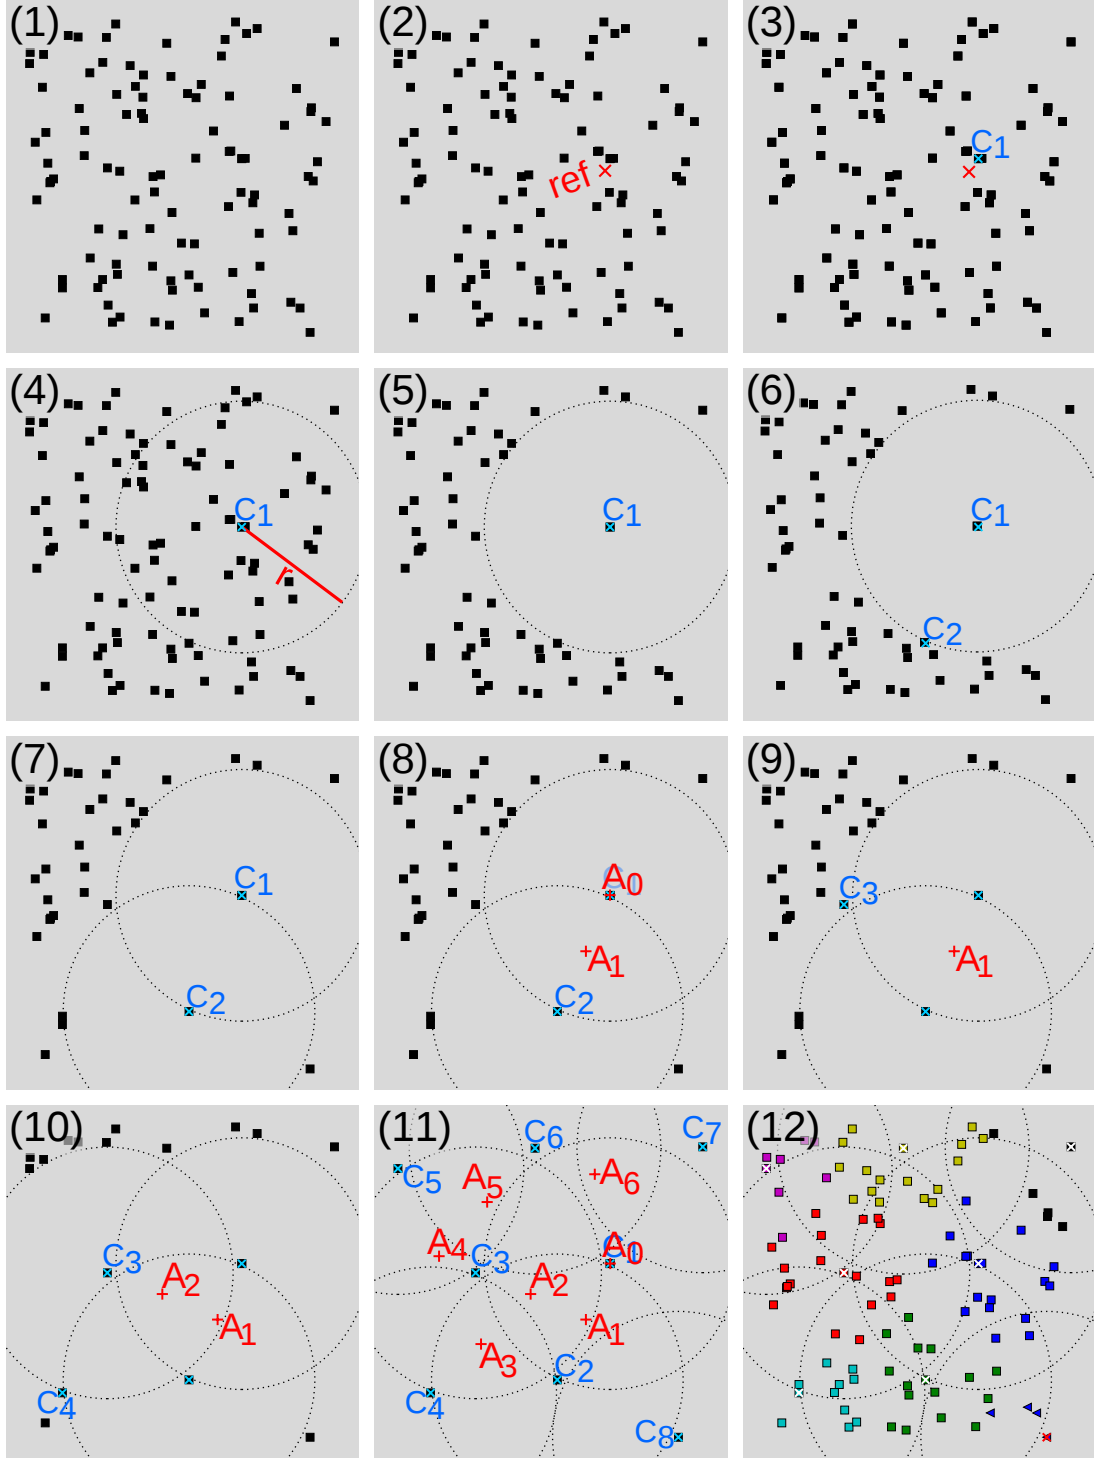 (1)
(2)
ref
(3)
C1
(4)
C1
r
(5)
C1
(6)
C1
C2
(7)
C1
C2
(8)
A0
A1
C2
(9)
C3
A1
(10)
C3
A2
A1
C4
(11)
C6
C7
C5
A5
A6
A4
C3
A0
A2
A1
A3
C2
C4
C8
(12)